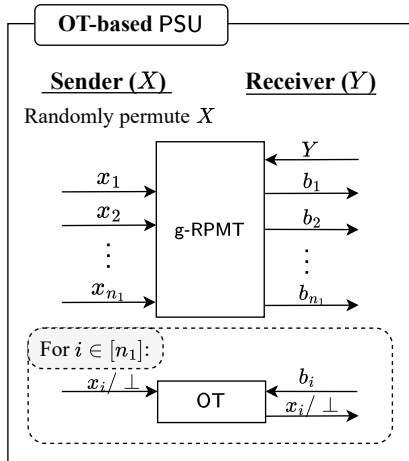 OT-based PSU
Sender (X) Receiver (Y)
Randomly permute X
Y
x₁ b₁
x₂ g-RPMT b₂
⋮ ⋮
xₙ₁ bₙ₁
For i ∈ [n₁]:
xᵢ/ ⊥ bᵢ
OT xᵢ/ ⊥